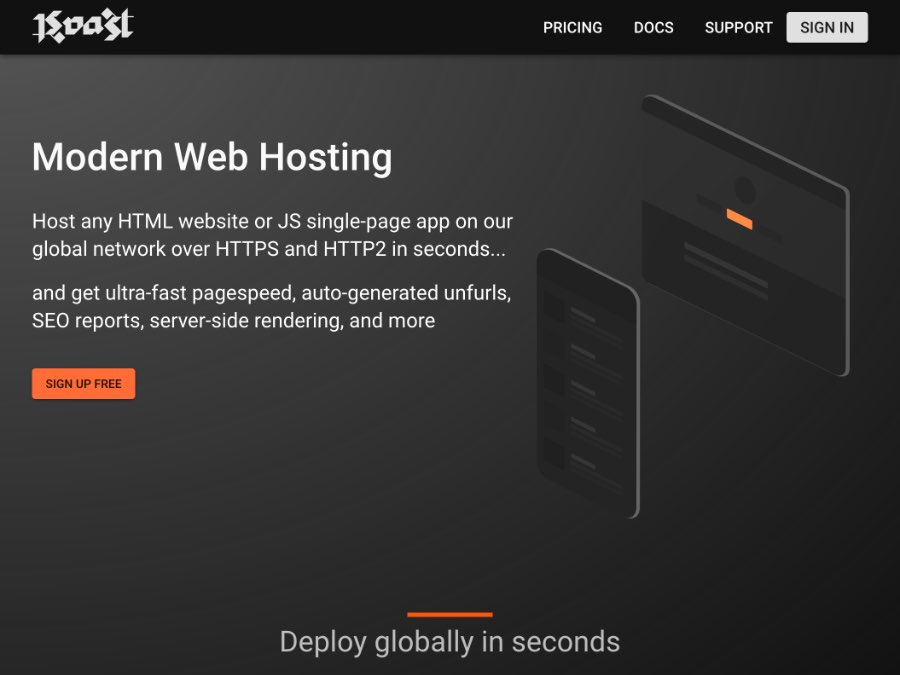 PRICING
DOCS
SUPPORT
SIGN IN
Modern Web Hosting
Host any HTML website or JS single-page app on our
global network over HTTPS and HTTP2 in seconds...
and get ultra-fast pagespeed, auto-generated unfurls,
SEO reports, server-side rendering, and more
SIGN UP FREE
Deploy globally in seconds